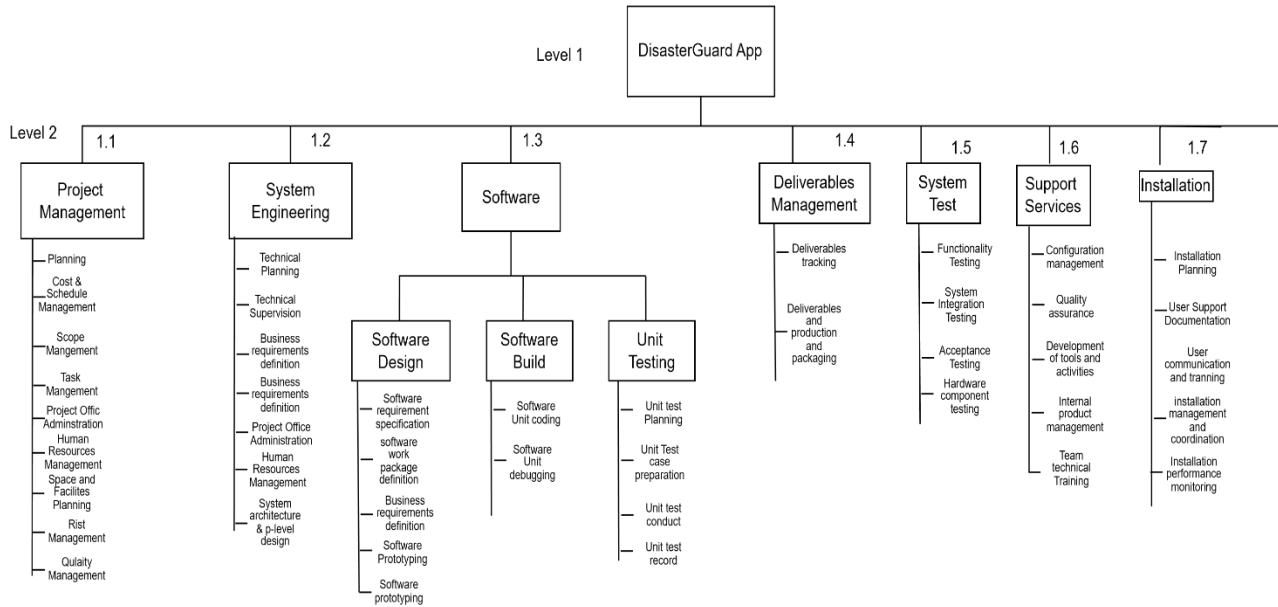 DisasterGuard App
Level 1
Level 2
1.1
1.2
1.3
1.4
1.5
1.6
1.7
Project
Management
System
Engineering
Software
Deliverables
Management
System
Test
Support
Services
Installation
Planning
Cost &
Schedule
Management
Scope
Mangement
Task
Mangement
Project Offic
Adminstration
Human
Resources
Management
Space and
Facilites
Planning
Rist
Management
Qulaity
Management
Technical
Planning
Technical
Supervision
Business
requirements
definition
Business
requirements
definition
Project Office
Administration
Human
Resources
Management
System
architecture
& p-level
design
Software
Design
Software
requirement
specification
software
work
package
definition
Business
requirements
definition
Software
Prototyping
Software
prototyping
Software
Build
Software
Unit coding
Software
Unit
debugging
Unit
Testing
Unit test
Planning
Unit Test
case
preparation
Unit test
conduct
Unit test
record
Deliverables
tracking
Deliverables
and
production
and
packaging
Functionality
Testing
System
Integration
Testing
Acceptance
Testing
Hardware
component
testing
Configuration
management
Quality
assurance
Development
of tools and
activities
Internal
product
management
Team
technical
Training
Installation
Planning
User Support
Documentation
User
communication
and tranning
installation
management
and
coordination
Installation
performance
monitoring